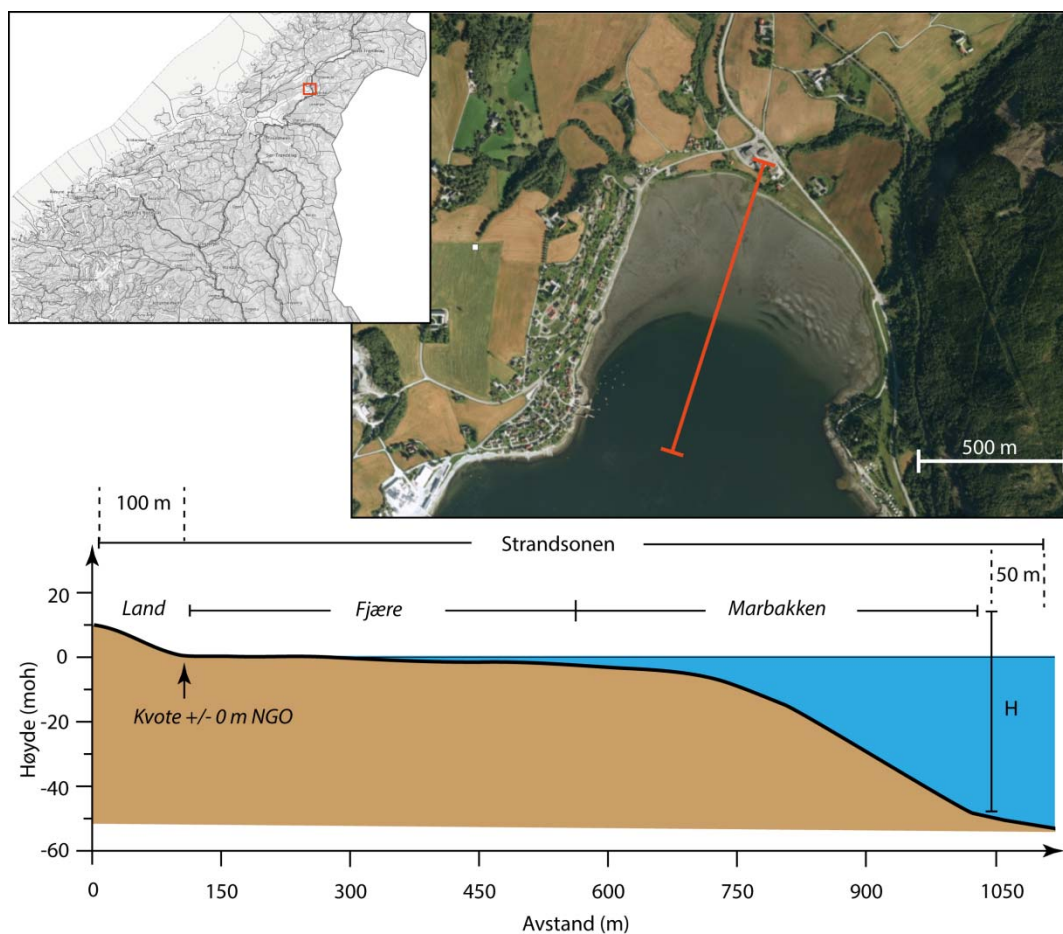 500 m
100 m
Strandsonen
50 m
Land
Fjære
Marbakken
20
0
-20
-40
-60
Høyde (moh)
Kvote +/- 0 m NGO
H
0
150
300
450
600
750
900
1050
Avstand (m)